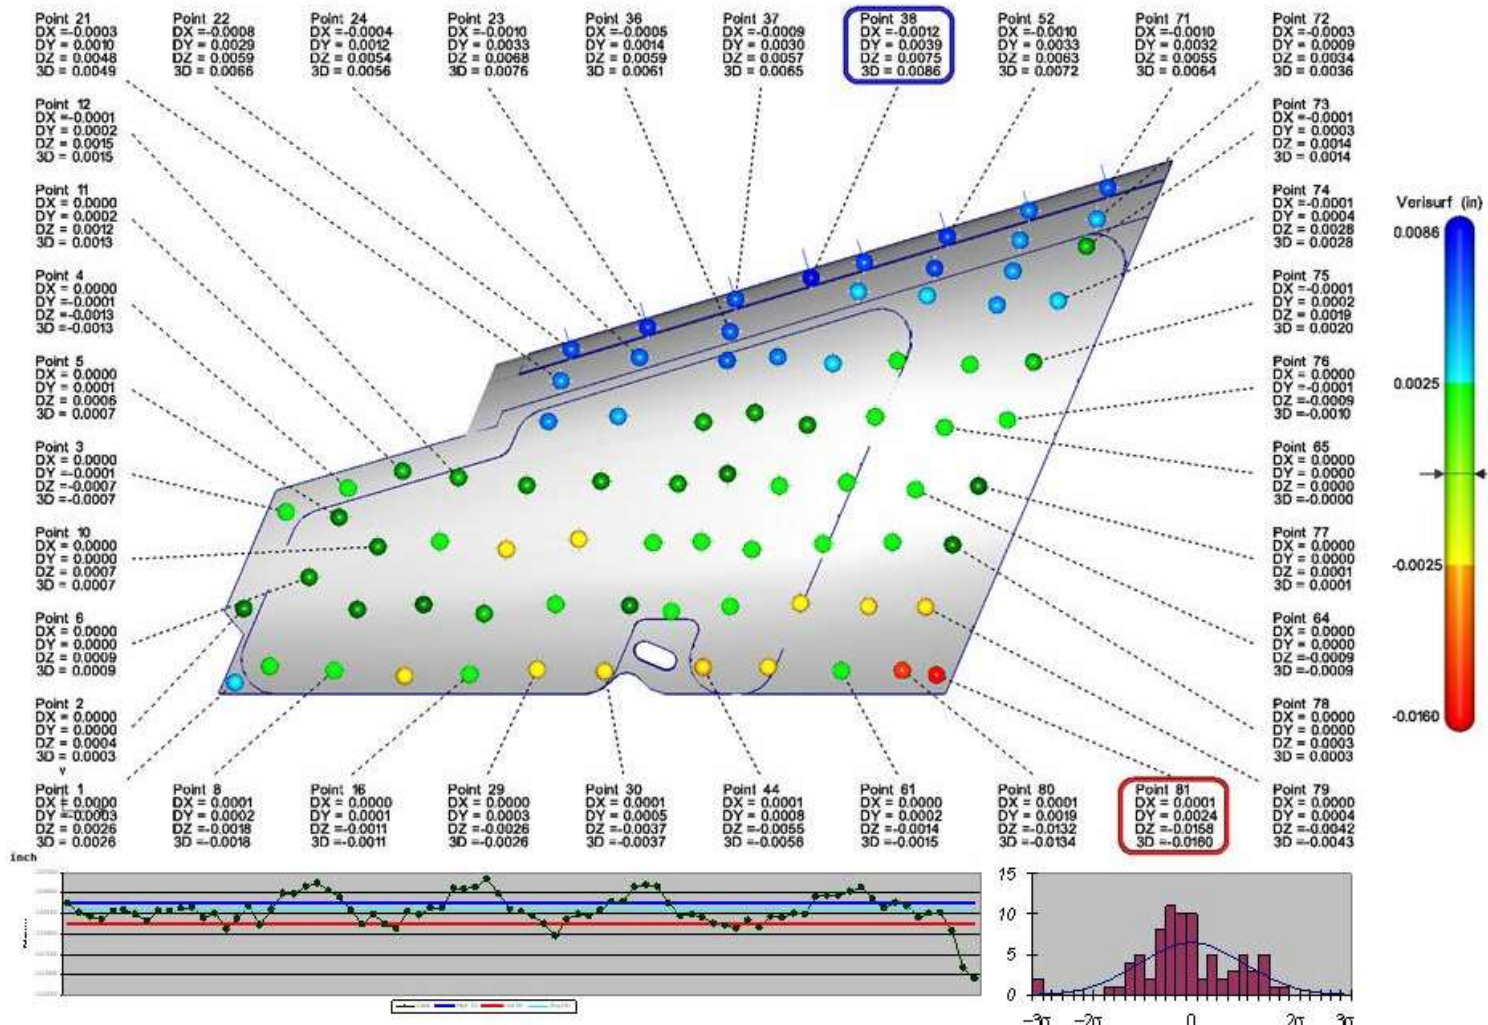 Point 21
DX =-0.0003
DY = 0.0010
DZ = 0.0048
3D = 0.0049
Point 22
DX =-0.0008
DY = 0.0029
DZ = 0.0059
3D = 0.0066
Point 24
DX =-0.0004
DY = 0.0012
DZ = 0.0054
3D = 0.0056
Point 23
DX =-0.0010
DY = 0.0033
DZ = 0.0068
3D = 0.0076
Point 36
DX =-0.0005
DY = 0.0014
DZ = 0.0059
3D = 0.0061
Point 37
DX =-0.0009
DY = 0.0030
DZ = 0.0057
3D = 0.0065
Point 38
DX =-0.0012
DY = 0.0039
DZ = 0.0075
3D = 0.0086
Point 52
DX =-0.0010
DY = 0.0033
DZ = 0.0063
3D = 0.0072
Point 71
DX =-0.0010
DY = 0.0032
DZ = 0.0055
3D = 0.0064
Point 72
DX =-0.0003
DY = 0.0009
DZ = 0.0034
3D = 0.0036
Point 12
DX =-0.0001
DY = 0.0002
DZ = 0.0015
3D = 0.0015
Point 11
DX = 0.0000
DY = 0.0002
DZ = 0.0012
3D = 0.0013
Point 4
DX = 0.0000
DY =-0.0001
DZ =-0.0013
3D =-0.0013
Point 5
DX = 0.0000
DY = 0.0001
DZ = 0.0006
3D = 0.0007
Point 3
DX = 0.0000
DY =-0.0001
DZ =-0.0007
3D =-0.0007
Point 10
DX = 0.0000
DY = 0.0000
DZ = 0.0007
3D = 0.0007
Point 6
DX = 0.0000
DY = 0.0000
DZ = 0.0009
3D = 0.0009
Point 2
DX = 0.0000
DY = 0.0000
DZ = 0.0004
3D = 0.0003
Y
Point 73
DX =-0.0001
DY = 0.0003
DZ = 0.0014
3D = 0.0014
Point 74
DX =-0.0001
DY = 0.0004
DZ = 0.0028
3D = 0.0028
Point 75
DX =-0.0001
DY = 0.0002
DZ = 0.0019
3D = 0.0020
Point 76
DX = 0.0000
DY =-0.0001
DZ =-0.0009
3D =-0.0010
Point 65
DX = 0.0000
DY = 0.0000
DZ = 0.0000
3D =-0.0000
Point 77
DX = 0.0000
DY = 0.0000
DZ = 0.0001
3D = 0.0001
Point 64
DX = 0.0000
DY = 0.0000
DZ =-0.0009
3D =-0.0009
Point 78
DX = 0.0000
DY = 0.0000
DZ = 0.0003
3D = 0.0003
Point 1
DX = 0.0000
DY =-0.0003
DZ = 0.0026
3D = 0.0026
Point 8
DX = 0.0001
DY = 0.0002
DZ =-0.0018
3D =-0.0018
Point 16
DX = 0.0000
DY = 0.0001
DZ =-0.0011
3D =-0.0011
Point 29
DX = 0.0000
DY = 0.0003
DZ =-0.0026
3D =-0.0026
Point 30
DX = 0.0001
DY = 0.0005
DZ =-0.0037
3D =-0.0037
Point 44
DX = 0.0001
DY = 0.0008
DZ =-0.0055
3D =-0.0056
Point 61
DX = 0.0000
DY = 0.0002
DZ =-0.0014
3D =-0.0015
Point 80
DX = 0.0001
DY = 0.0019
DZ =-0.0132
3D =-0.0134
Point 81
DX = 0.0001
DY = 0.0024
DZ =-0.0158
3D =-0.0160
Point 79
DX = 0.0000
DY = 0.0004
DZ =-0.0042
3D =-0.0043
Verisurf (in)
0.0086
0.0025
-0.0025
-0.0160
inch
15
10
5
0
-3σ -2σ 0 2σ 3σ